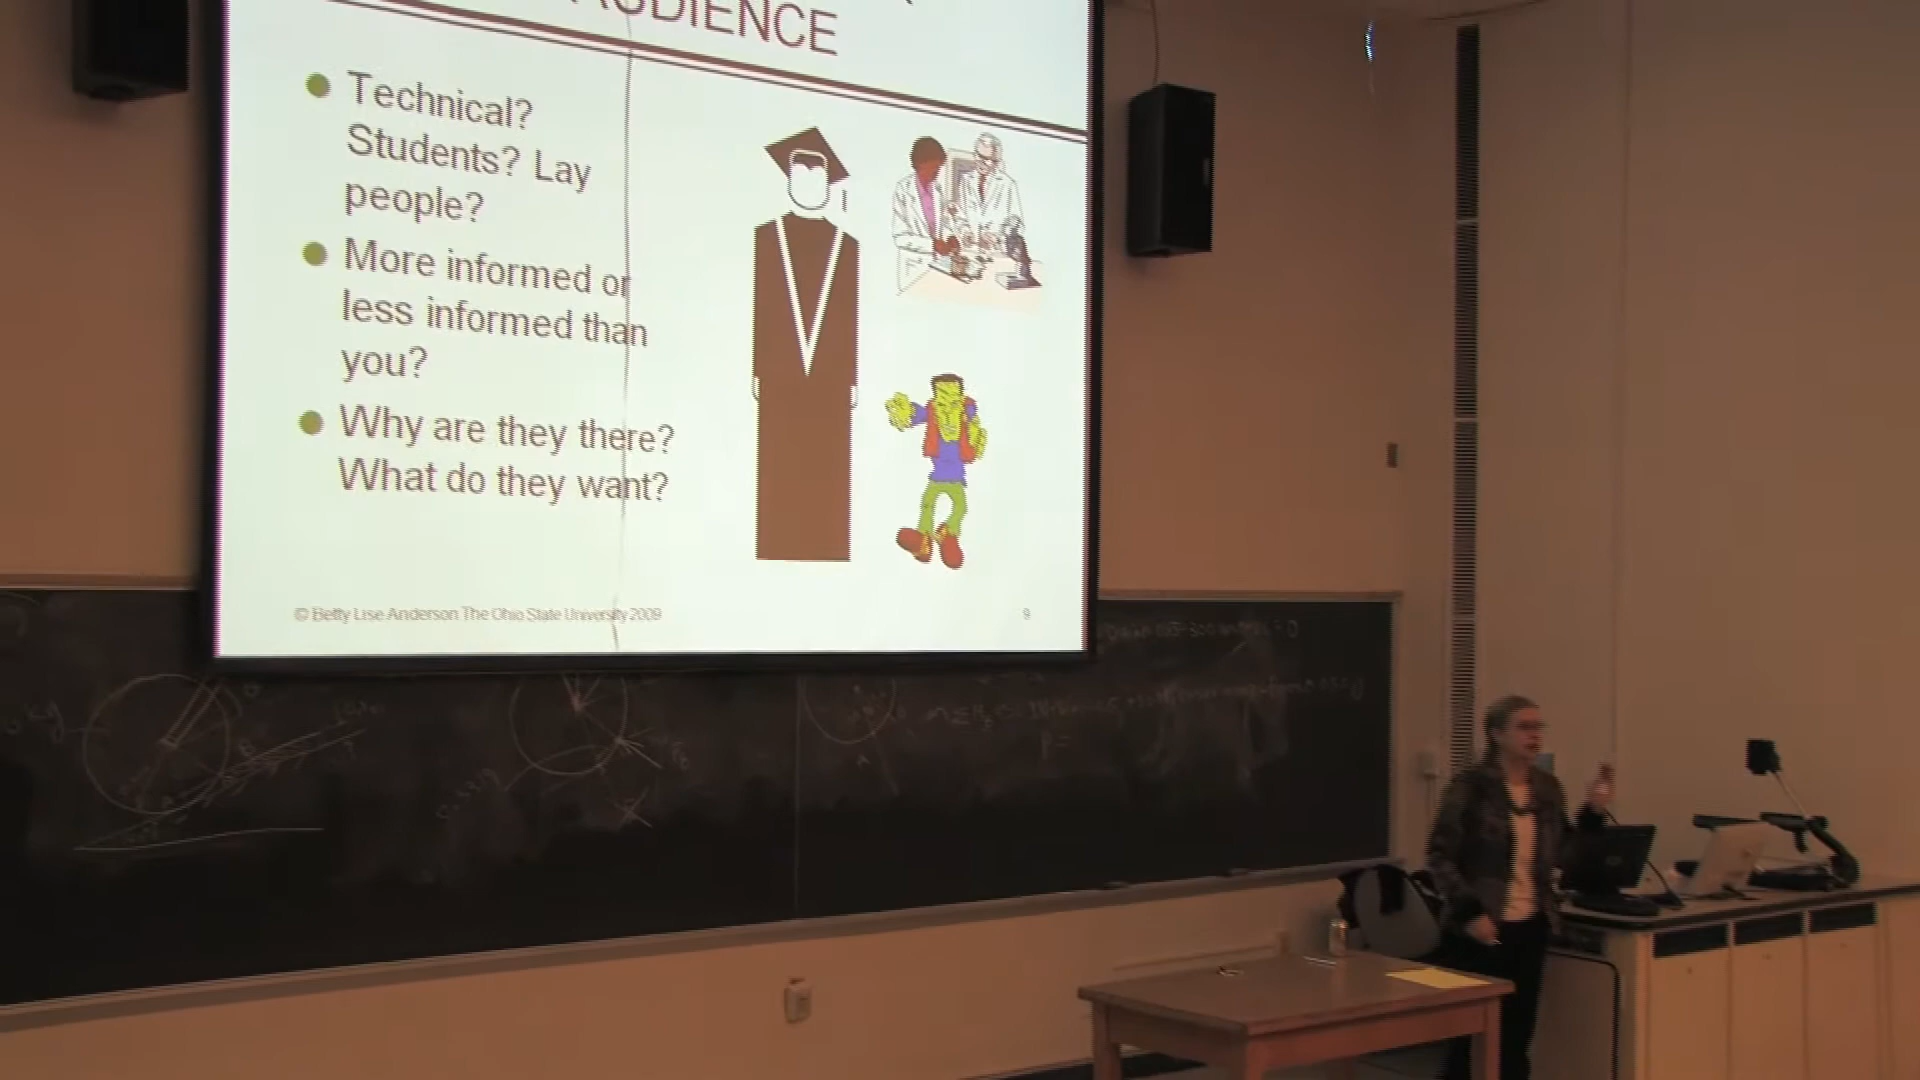 AUDIENCE
Technical?
Students? Lay
people?
More informed or
less informed than
you?
Why are they there?
What do they want?
© Betty Lise Anderson The Ohio State University 2009
9